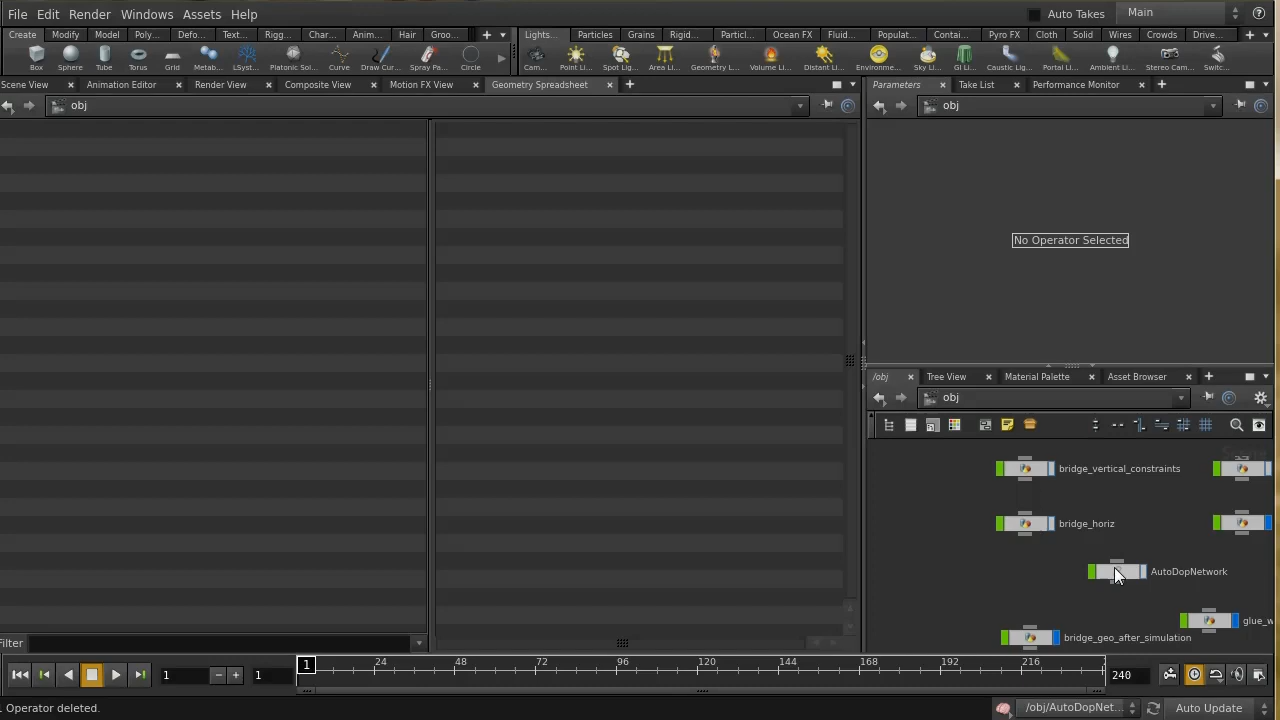 File Edit Render Windows Assets Help Auto Takes Main
Create Modify Model Poly... Defo... Text... Rigg... Char... Anim... Hair Groo... Lights... Particles Grains Rigid... Particl... Ocean FX Fluid... Populat... Contai... Pyro FX Cloth Solid Wires Crowds Drive...
Box Sphere Tube Torus Grid Metab... LSyst... Platonic Soi... Curve Draw Cur... Spray Pa... Circle Cam... Point Li... Spot Lig... Area Li... Geometry L... Volume Li... Distant Li... Environme... Sky Li... GI Li... Caustic Lig... Portal Li... Ambient Li... Stereo Cam... Switc...
Scene View Animation Editor Render View Composite View Motion FX View Geometry Spreadsheet Parameters Take List Performance Monitor
obj obj
No Operator Selected
/obj Tree View Material Palette Asset Browser
obj
bridge_vertical_constraints
bridge_horiz
AutoDopNetwork
glue_w
bridge_geo_after_simulation
Filter
1 1 1 24 48 72 96 120 144 168 192 216 2 240
Operator deleted. /obj/AutoDopNet... Auto Update